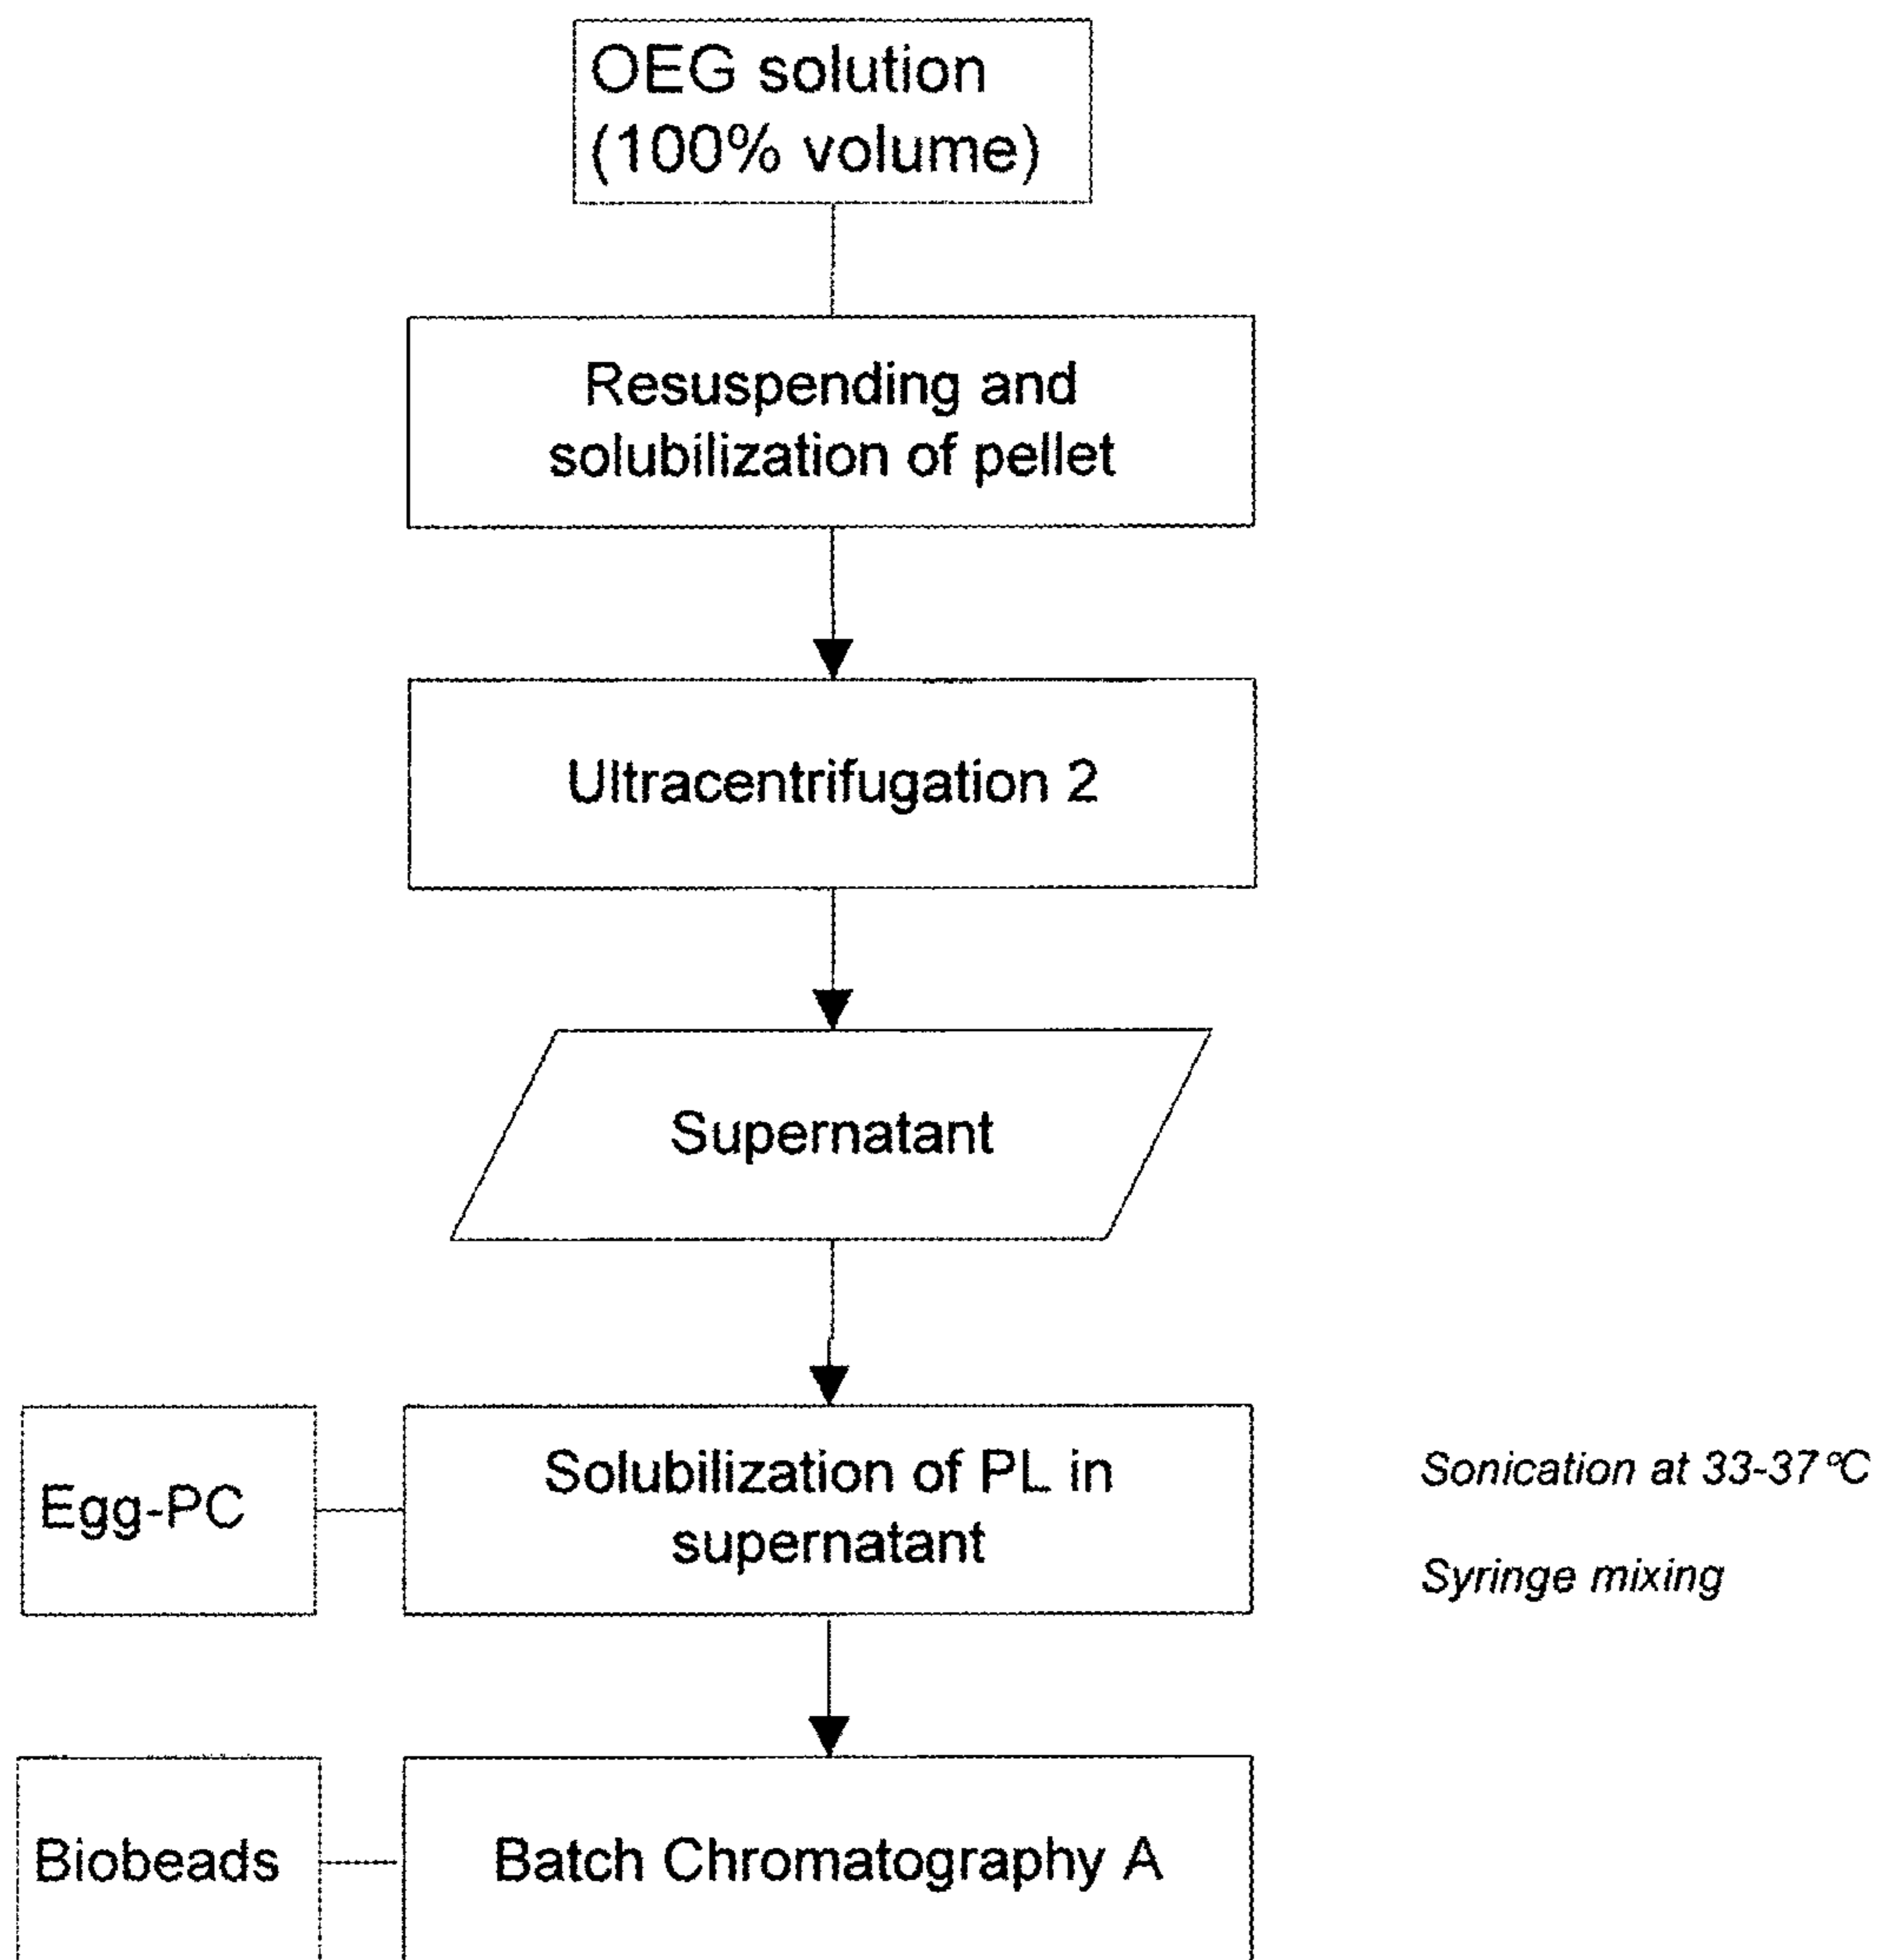 OEG solution
(100% volume)
Resuspending and
solubilization of pellet
Ultracentrifugation 2
Supernatant
Egg-PC
Solubilization of PL in
supernatant
Sonication at 33-37°C
Syringe mixing
Biobeads
Batch Chromatography A